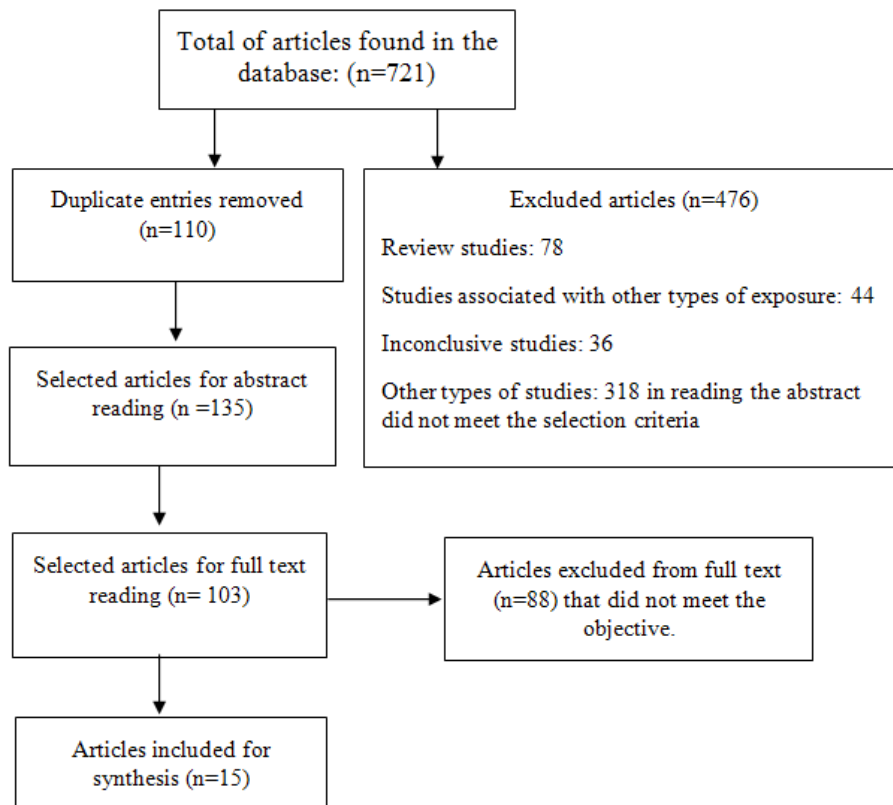 Total of articles found in the
database: (n=721)
Duplicate entries removed
(n=110)
Excluded articles (n=476)
Review studies: 78
Studies associated with other types of exposure: 44
Inconclusive studies: 36
Other types of studies: 318 in reading the abstract
did not meet the selection criteria
Selected articles for abstract
reading (n =135)
Selected articles for full text
reading (n= 103)
Articles excluded from full text
(n=88) that did not meet the
objective.
Articles included for
synthesis (n=15)